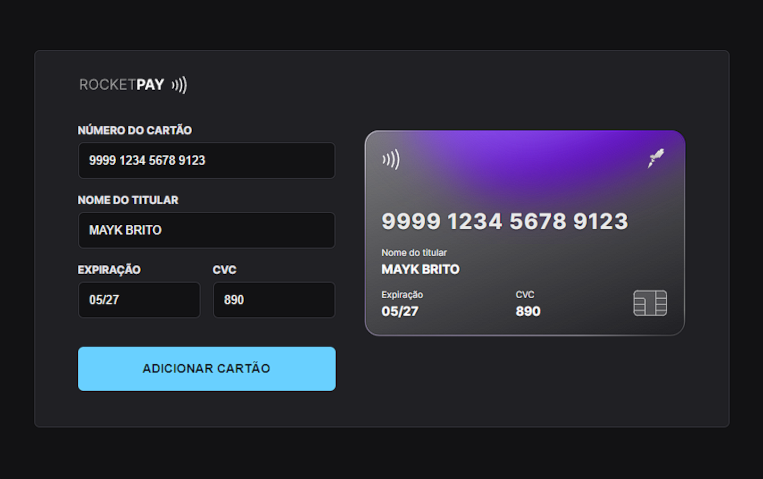 ROCKETPAY
NÚMERO DO CARTÃO
9999 1234 5678 9123
NOME DO TITULAR
MAYK BRITO
EXPIRAÇÃO CVC
05/27 890
ADICIONAR CARTÃO
9999 1234 5678 9123
Nome do titular
MAYK BRITO
Expiração CVC
05/27 890